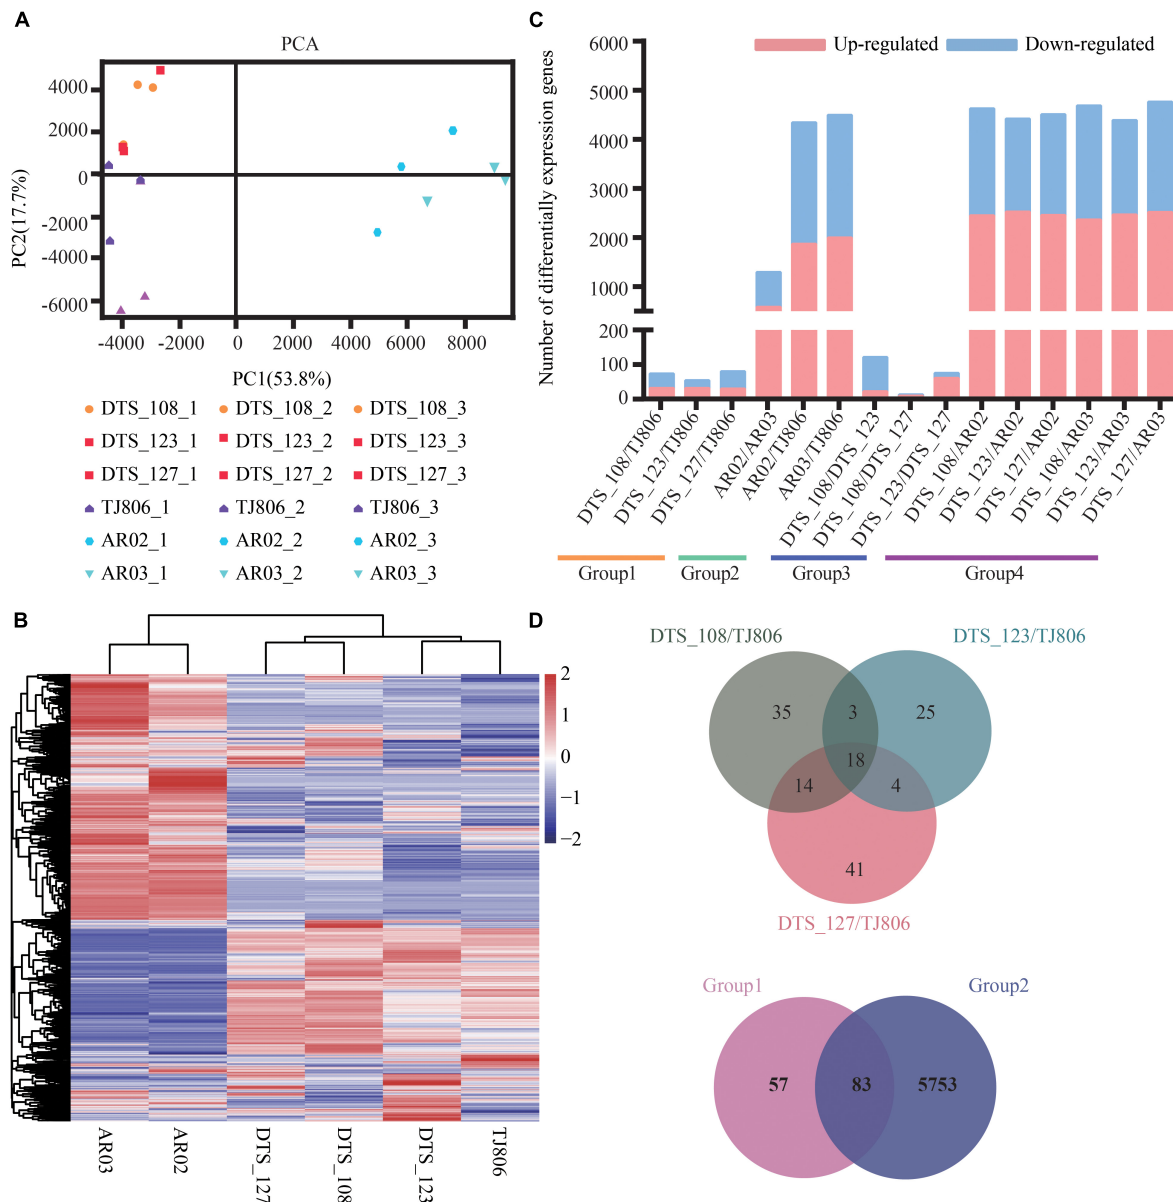 A
PCA
PC2(17.7%)
4000
2000
0
-2000
-4000
-6000
-4000 -2000 0 2000 4000 6000 8000
PC1(53.8%)
DTS_108_1 DTS_108_2 DTS_108_3
DTS_123_1 DTS_123_2 DTS_123_3
DTS_127_1 DTS_127_2 DTS_127_3
TJ806_1 TJ806_2 TJ806_3
AR02_1 AR02_2 AR02_3
AR03_1 AR03_2 AR03_3
C
Number of differentially expression genes
Up-regulated Down-regulated
6000
5000
4000
3000
2000
1000
200
100
0
DTS_108/TJ806
DTS_123/TJ806
DTS_127/TJ806
AR02/AR03
AR02/TJ806
AR03/TJ806
DTS_108/DTS_123
DTS_108/DTS_127
DTS_123/DTS_127
DTS_108/AR02
DTS_123/AR02
DTS_127/AR02
DTS_108/AR03
DTS_123/AR03
DTS_127/AR03
Group1 Group2 Group3 Group4
B
2
1
0
−1
−2
AR03
AR02
DTS_127
DTS_108
DTS_123
TJ806
D
DTS_108/TJ806 DTS_123/TJ806
35 3 25
18
14 4
41
DTS_127/TJ806
Group1 Group2
57 83 5753